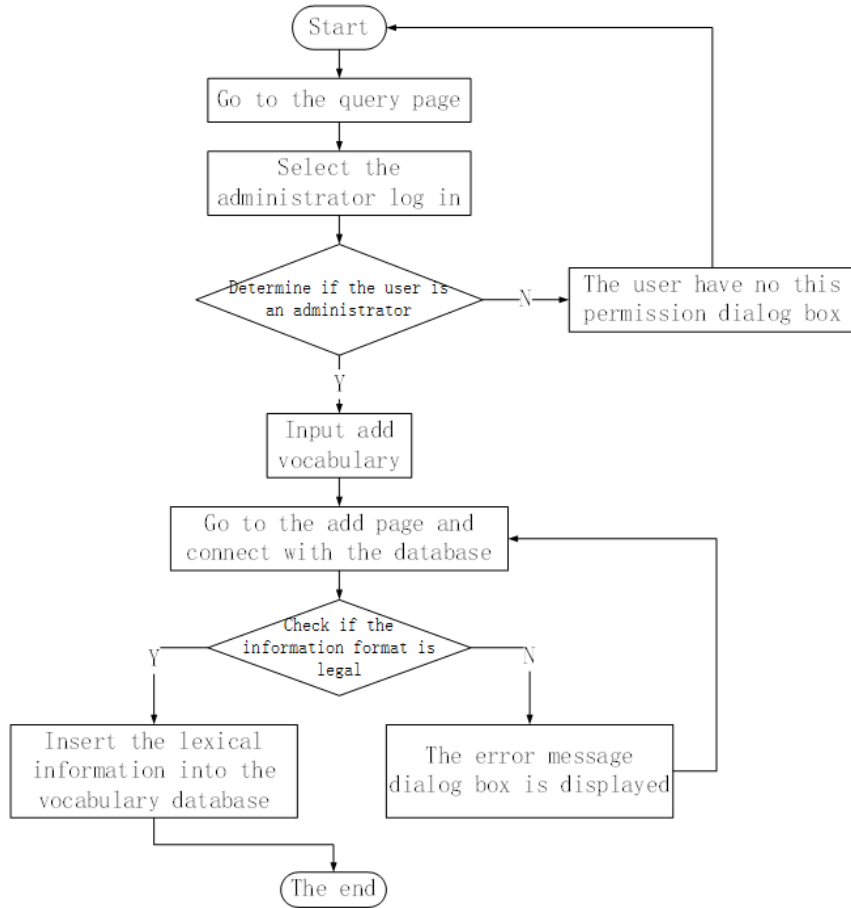 Start
Go to the query page
Select the
administrator log in
Determine if the user is
an administrator
N
The user have no this
permission dialog box
Y
Input add
vocabulary
Go to the add page and
connect with the database
Check if the
information format is
legal
Y
N
Insert the lexical
information into the
vocabulary database
The error message
dialog box is displayed
The end